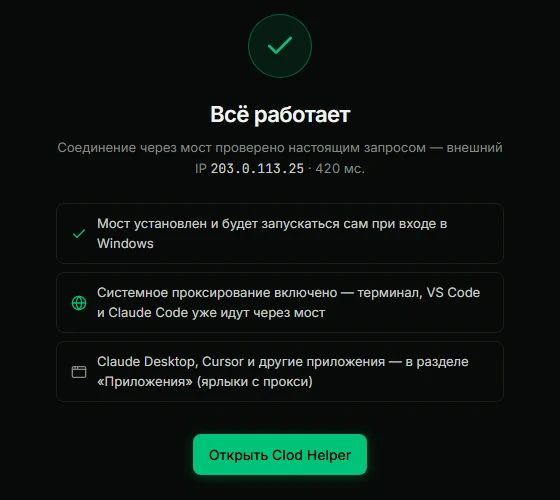 Всё работает
Соединение через мост проверено настоящим запросом — внешний
IP 203.0.113.25 · 420 мс.
Мост установлен и будет запускаться сам при входе в
Windows
Системное проксирование включено — терминал, VS Code
и Claude Code уже идут через мост
Claude Desktop, Cursor и другие приложения — в разделе
«Приложения» (ярлыки с прокси)
Открыть Clod Helper